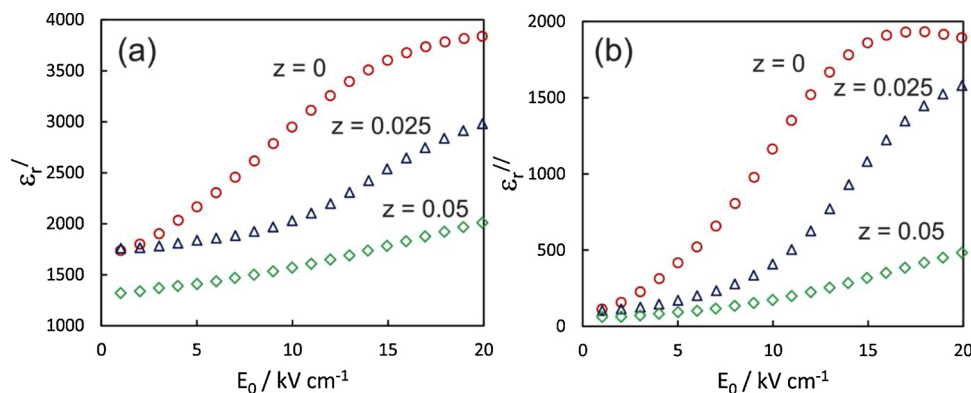 (a)
z = 0
z = 0.025
z = 0.05
εr/
4000
3500
3000
2500
2000
1500
1000
0
5
10
15
20
E0 / kV cm-1
(b)
z = 0
z = 0.025
z = 0.05
εr//
2000
1500
1000
500
0
0
5
10
15
20
E0 / kV cm-1